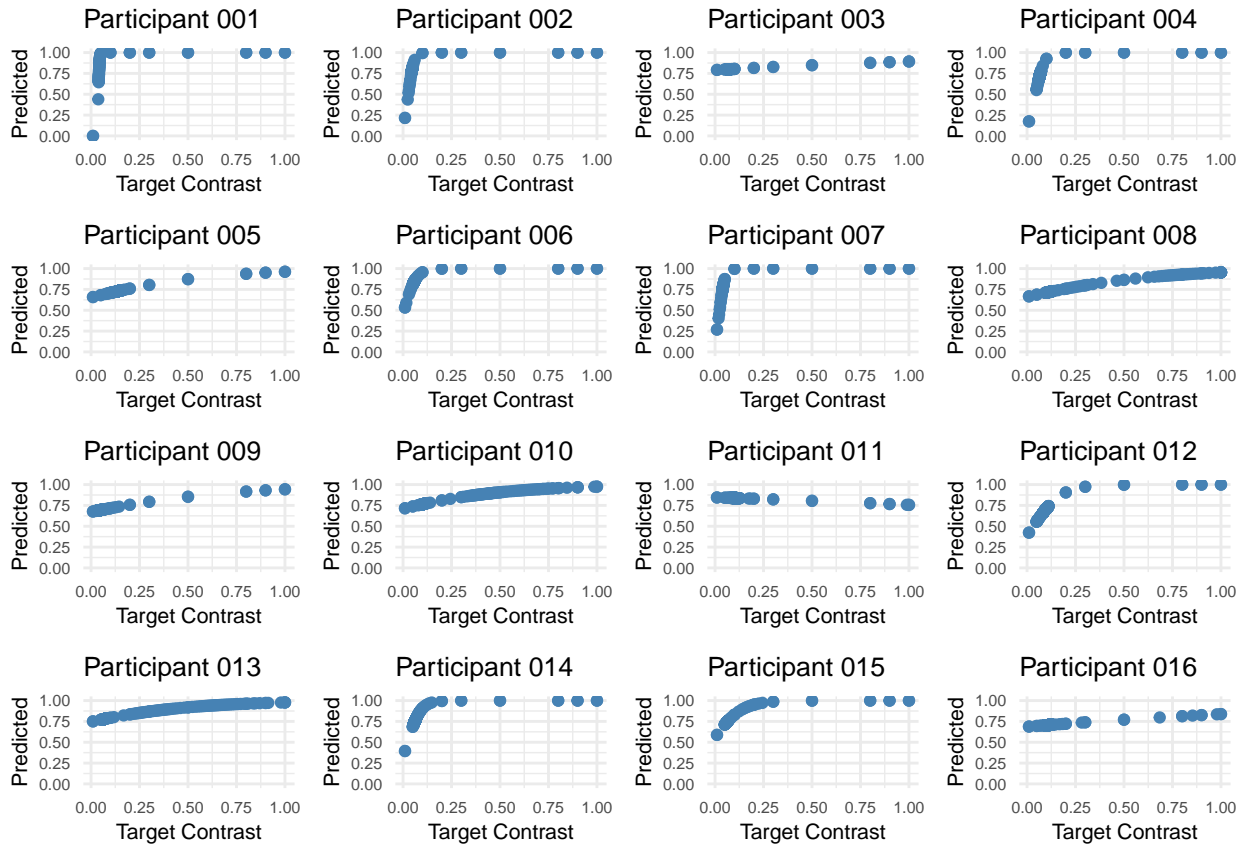 Participant 001 Participant 002 Participant 003 Participant 004
1.00 1.00 1.00 1.00
0.75 0.75 0.75 0.75
0.50 0.50 0.50 0.50
0.25 0.25 0.25 0.25
0.00 0.00 0.00 0.00
Predicted Predicted Predicted Predicted
0.00 0.25 0.50 0.75 1.00 0.00 0.25 0.50 0.75 1.00 0.00 0.25 0.50 0.75 1.00 0.00 0.25 0.50 0.75 1.00
Target Contrast Target Contrast Target Contrast Target Contrast
Participant 005 Participant 006 Participant 007 Participant 008
1.00 1.00 1.00 1.00
0.75 0.75 0.75 0.75
0.50 0.50 0.50 0.50
0.25 0.25 0.25 0.25
0.00 0.00 0.00 0.00
Predicted Predicted Predicted Predicted
0.00 0.25 0.50 0.75 1.00 0.00 0.25 0.50 0.75 1.00 0.00 0.25 0.50 0.75 1.00 0.00 0.25 0.50 0.75 1.00
Target Contrast Target Contrast Target Contrast Target Contrast
Participant 009 Participant 010 Participant 011 Participant 012
1.00 1.00 1.00 1.00
0.75 0.75 0.75 0.75
0.50 0.50 0.50 0.50
0.25 0.25 0.25 0.25
0.00 0.00 0.00 0.00
Predicted Predicted Predicted Predicted
0.00 0.25 0.50 0.75 1.00 0.00 0.25 0.50 0.75 1.00 0.00 0.25 0.50 0.75 1.00 0.00 0.25 0.50 0.75 1.00
Target Contrast Target Contrast Target Contrast Target Contrast
Participant 013 Participant 014 Participant 015 Participant 016
1.00 1.00 1.00 1.00
0.75 0.75 0.75 0.75
0.50 0.50 0.50 0.50
0.25 0.25 0.25 0.25
0.00 0.00 0.00 0.00
Predicted Predicted Predicted Predicted
0.00 0.25 0.50 0.75 1.00 0.00 0.25 0.50 0.75 1.00 0.00 0.25 0.50 0.75 1.00 0.00 0.25 0.50 0.75 1.00
Target Contrast Target Contrast Target Contrast Target Contrast